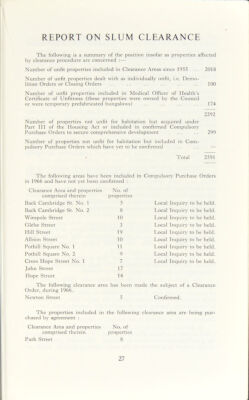 REPORT ON SLUM CLEARANCE
The following is a summary of the position insofar as properties affected
by clearance procedure are concerned :—
Number of unfit properties included in Clearance Areas since 1955 .. 2018
Number of unfit properties dealt with as individually unfit, i.e. Demo-
lition Orders or Closing Orders .. 100
Number of unfit properties included in Medical Officer of Health's
Certificate of Unfitness (these properties were owned by the Council
or were temporary prefabricated bungalows) 174
2292
Number of properties not unfit for habitation but acquired under
Part III of the Housing Act or included in confirmed Compulsory
Purchase Orders to secure comprehensive development 299
Number of properties not unfit for habitation but included in Com-
pulsory Purchase Orders which have yet to be confirmed —
Total 2591
The following areas have been included in Compulsory Purchase Orders
in 1966 and have not yet been confirmed :
Clearance Area and properties No. of
comprised therein properties
Back Cambridge St. No. 1 5 Local Inquiry to be held.
Back Cambridge St. No. 2 8 Local Inquiry to be held.
Wimpole Street 10 Local Inquiry to be held.
Glebe Street 3 Local Inquiry to be held.
Hill Street 19 Local Inquiry to be held.
Albion Street 10 Local Inquiry to be held.
Pothill Square No. 1 11 Local Inquiry to be held.
Pothill Square No. 2 9 Local Inquiry to be held.
Cross Hope Street No. 1 7 Local Inquiry to be held.
John Street 17
Hope Street 14
The following clearance area has been made the subject of a Clearance
Order, during 1966.
Newton Street 5 Confirmed.
The properties included in the following clearance area are being pur-
chased by agreement :
Clearance Area and properties No. of
comprised therein properties
Park Street 8
27